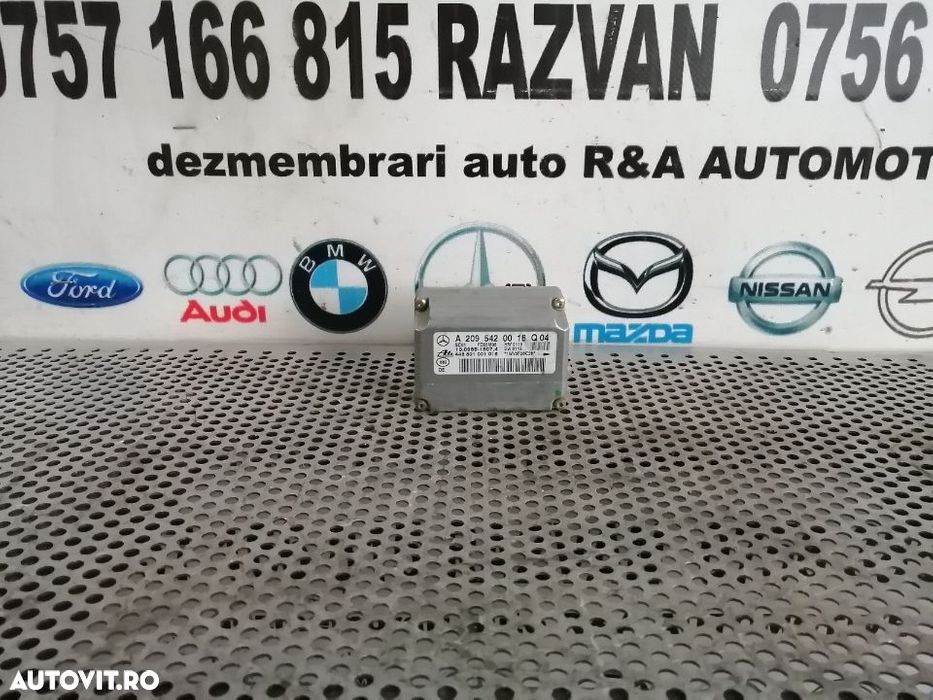 0757 166 815 RAZVAN 0756
dezmembrari auto R&A AUTOMOT
Ford
Audi
BMW
mazda
NISSAN
A 209 542 00 18 Q 04
AUTOVIT.RO